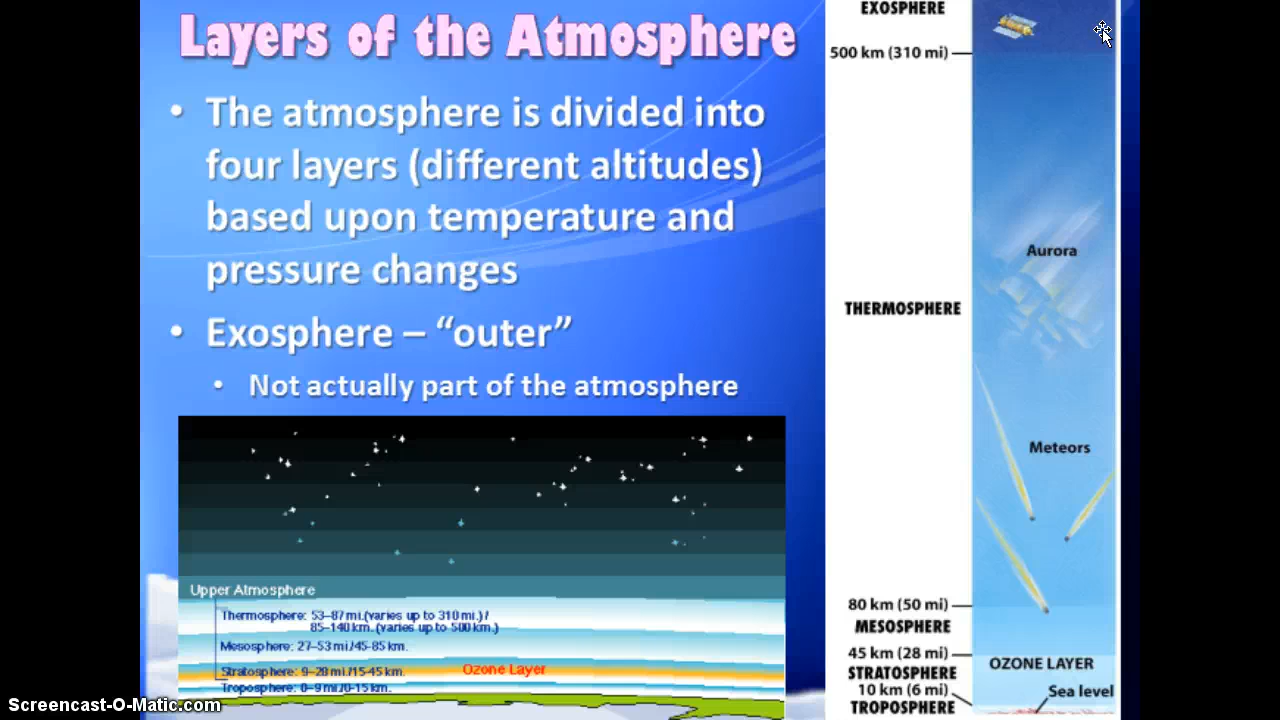 Layers of the Atmosphere
• The atmosphere is divided into
four layers (different altitudes)
based upon temperature and
pressure changes
• Exosphere – “outer”
• Not actually part of the atmosphere
Upper Atmosphere
Thermosphere: 53–87 mi.(varies up to 310 mi.)/
85–140 km. (varies up to 500 km.)
Mesosphere: 27–53 mi/45-85 km.
Stratosphere: 9–28 mi./15-45 km.
Ozone Layer
Troposphere: 0–9 mi/0-15 km.
EXOSPHERE
500 km (310 mi)
Aurora
THERMOSPHERE
Meteors
80 km (50 mi)
MESOSPHERE
45 km (28 mi)
OZONE LAYER
STRATOSPHERE
10 km (6 mi)
Sea level
TROPOSPHERE
Screencast-O-Matic.com